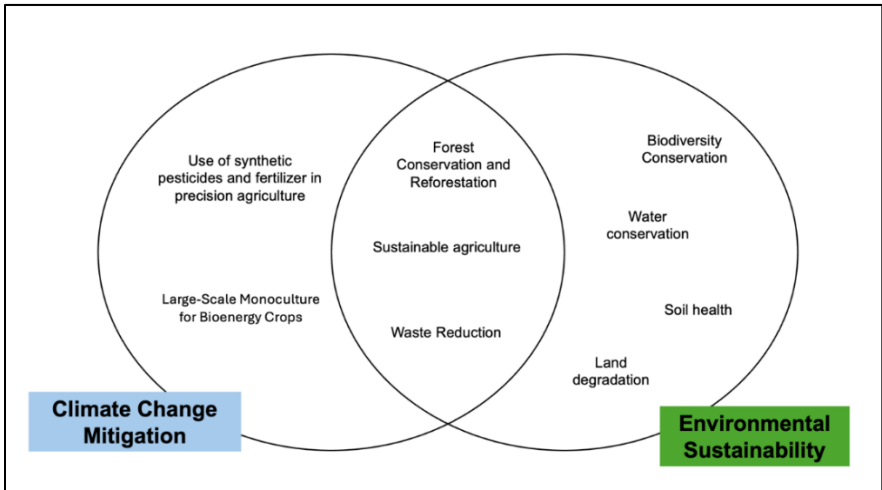 Use of synthetic
pesticides and fertilizer in
precision agriculture
Large-Scale Monoculture
for Bioenergy Crops
Forest
Conservation and
Reforestation
Sustainable agriculture
Waste Reduction
Biodiversity
Conservation
Water
conservation
Soil health
Land
degradation
Climate Change
Mitigation
Environmental
Sustainability